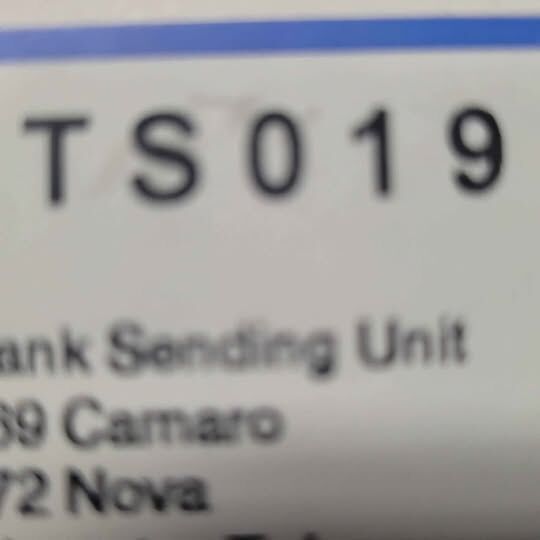 TS019
ank Sending Unit
69 Camaro
72 Nova